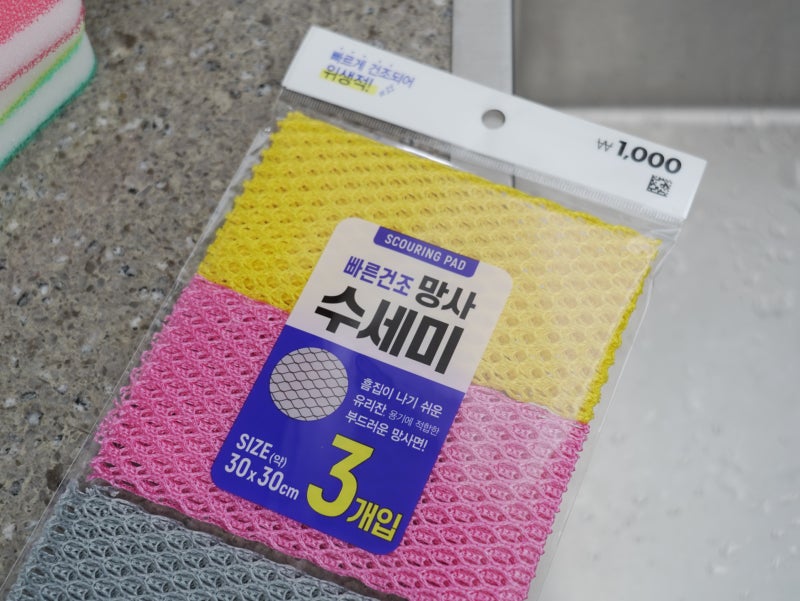 빠르게 건조되어
위생적!
₩1,000
SCOURING PAD
빠른건조 망사
수세미
흠집이 나기 쉬운
유리잔, 용기에 적합한
부드러운 망사면!
SIZE(약)
30x30cm
3개입